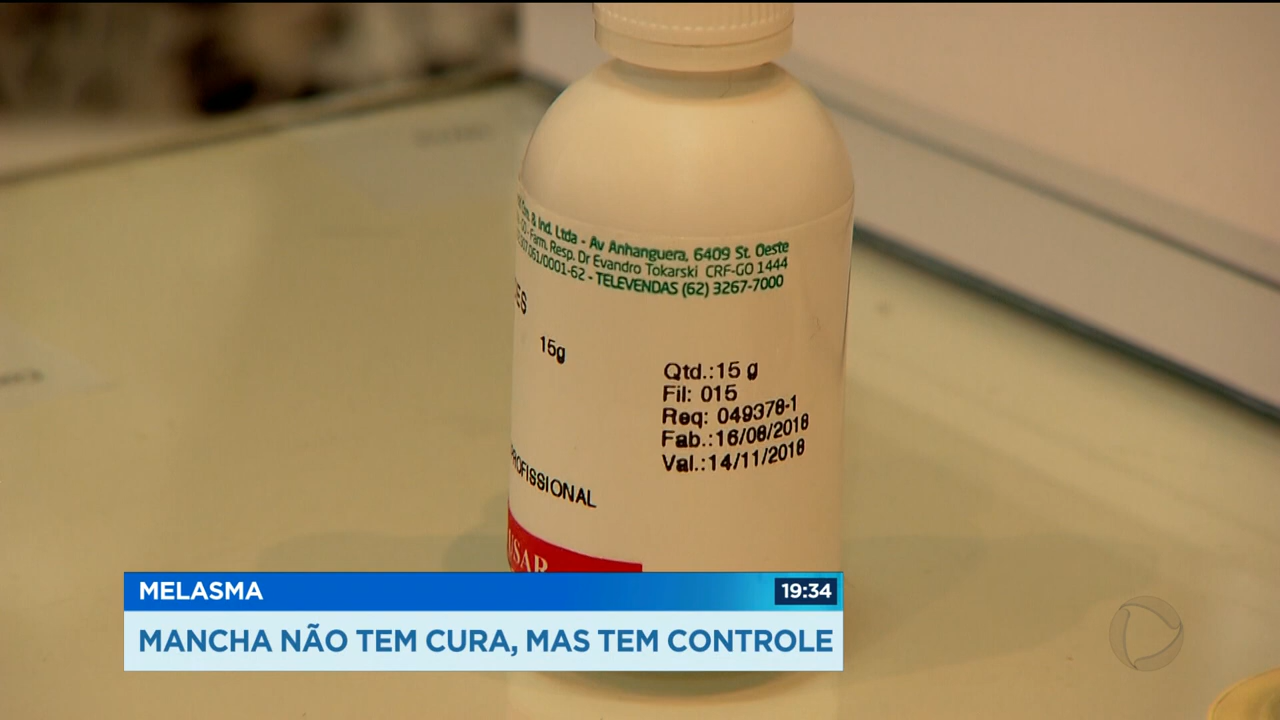 & Ind. Ltda - Av Anhanguera, 6409 St. Oeste
Farm. Resp. Dr Evandro Tokarski CRF-GO 1444
061/0001-62 - TELEVENDAS (62) 3267-7000
15g
Qtd.:15 g
Fil: 015
Req: 049378-1
Fab.:16/08/2018
Val.:14/11/2018
PROFISSIONAL
USAR
MELASMA
19:34
MANCHA NÃO TEM CURA, MAS TEM CONTROLE